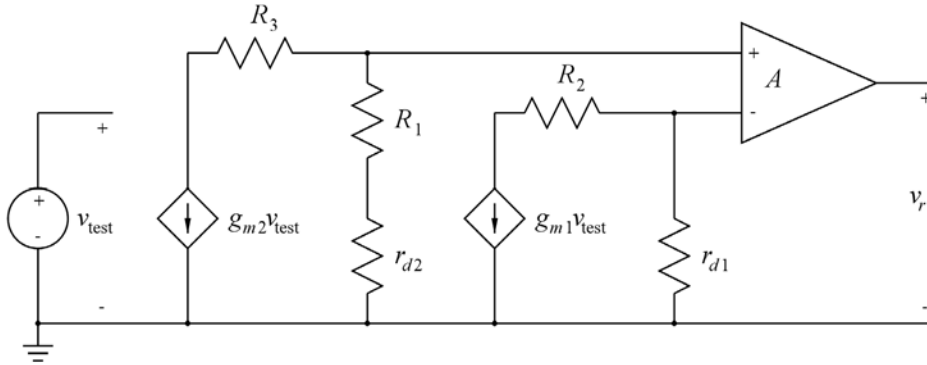 R3
+
A
R2
-
+
+
R1
+
-
vtest
gm2vtest
gm1vtest
vr
rd2
rd1
-
-